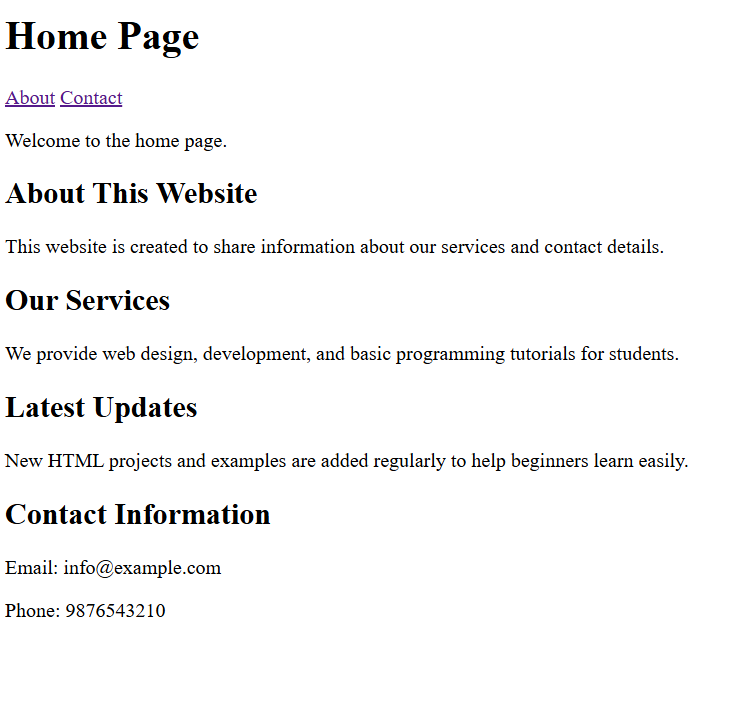 Home Page
About Contact
Welcome to the home page.
About This Website
This website is created to share information about our services and contact details.
Our Services
We provide web design, development, and basic programming tutorials for students.
Latest Updates
New HTML projects and examples are added regularly to help beginners learn easily.
Contact Information
Email: info@example.com
Phone: 9876543210